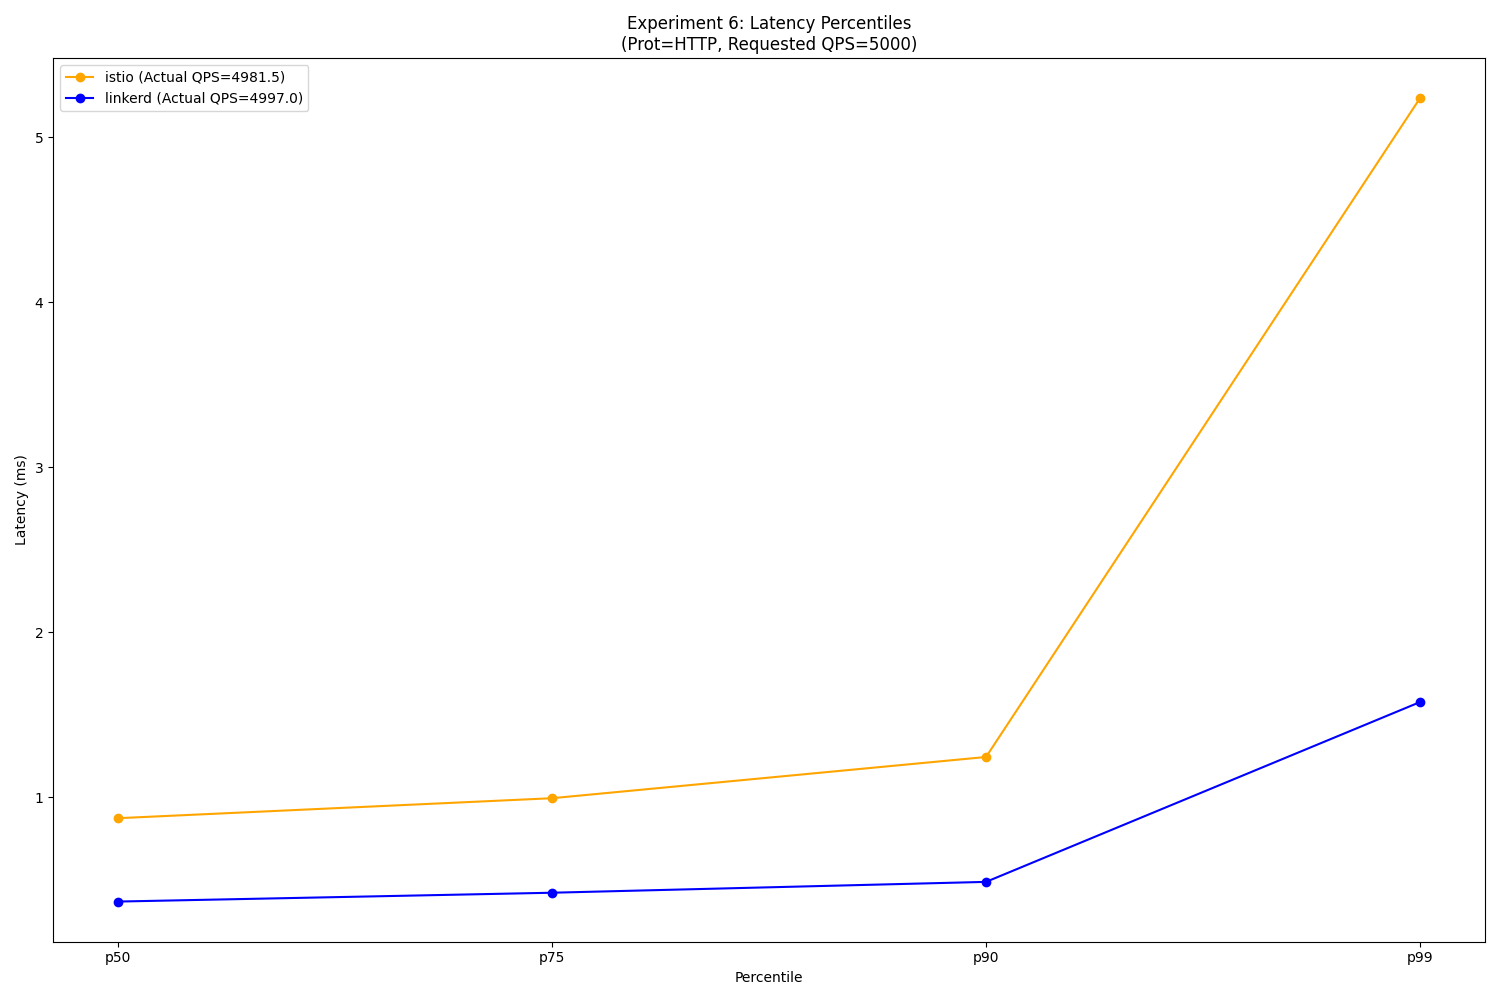 Experiment 6: Latency Percentiles
(Prot=HTTP, Requested QPS=5000)
istio (Actual QPS=4981.5)
linkerd (Actual QPS=4997.0)
5
4
3
2
1
Latency (ms)
p50
p75
p90
p99
Percentile